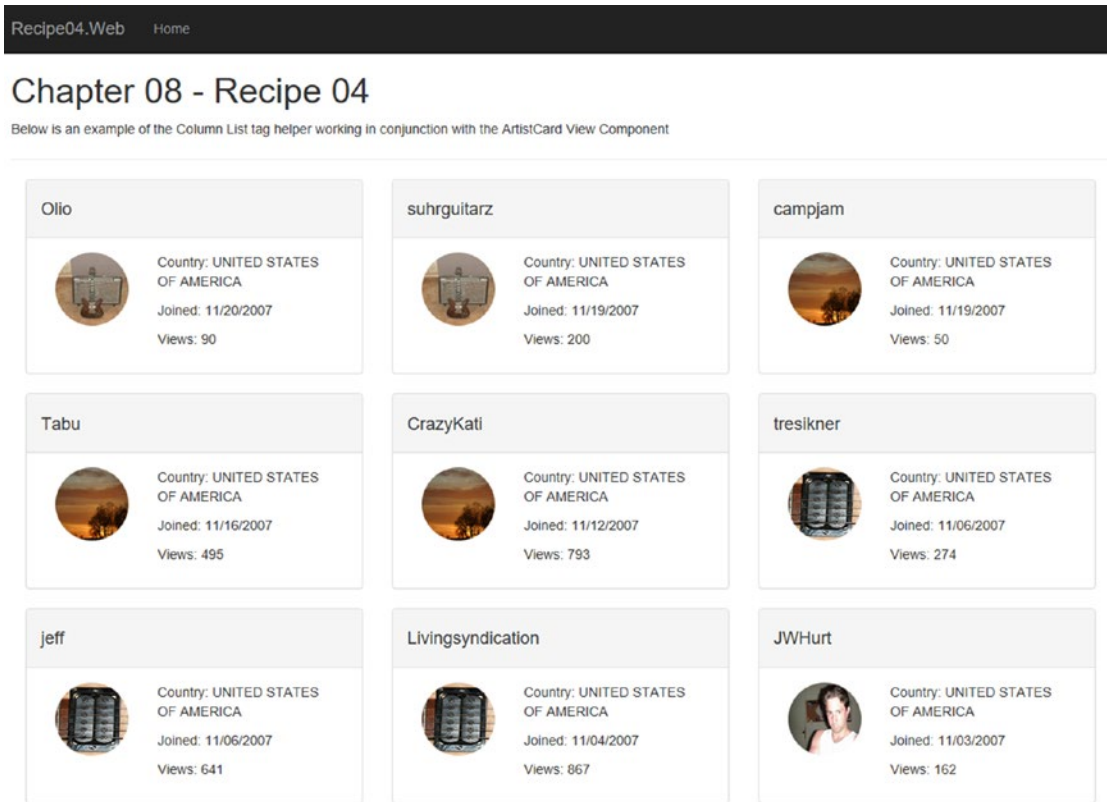 Recipe04.Web Home
Chapter 08 - Recipe 04
Below is an example of the Column List tag helper working in conjunction with the ArtistCard View Component
Olio
Country: UNITED STATES
OF AMERICA
Joined: 11/20/2007
Views: 90
suhrguitarz
Country: UNITED STATES
OF AMERICA
Joined: 11/19/2007
Views: 200
campjam
Country: UNITED STATES
OF AMERICA
Joined: 11/19/2007
Views: 50
Tabu
Country: UNITED STATES
OF AMERICA
Joined: 11/16/2007
Views: 495
CrazyKati
Country: UNITED STATES
OF AMERICA
Joined: 11/12/2007
Views: 793
tresikner
Country: UNITED STATES
OF AMERICA
Joined: 11/06/2007
Views: 274
jeff
Country: UNITED STATES
OF AMERICA
Joined: 11/06/2007
Views: 641
Livingsyndication
Country: UNITED STATES
OF AMERICA
Joined: 11/04/2007
Views: 867
JWHurt
Country: UNITED STATES
OF AMERICA
Joined: 11/03/2007
Views: 162